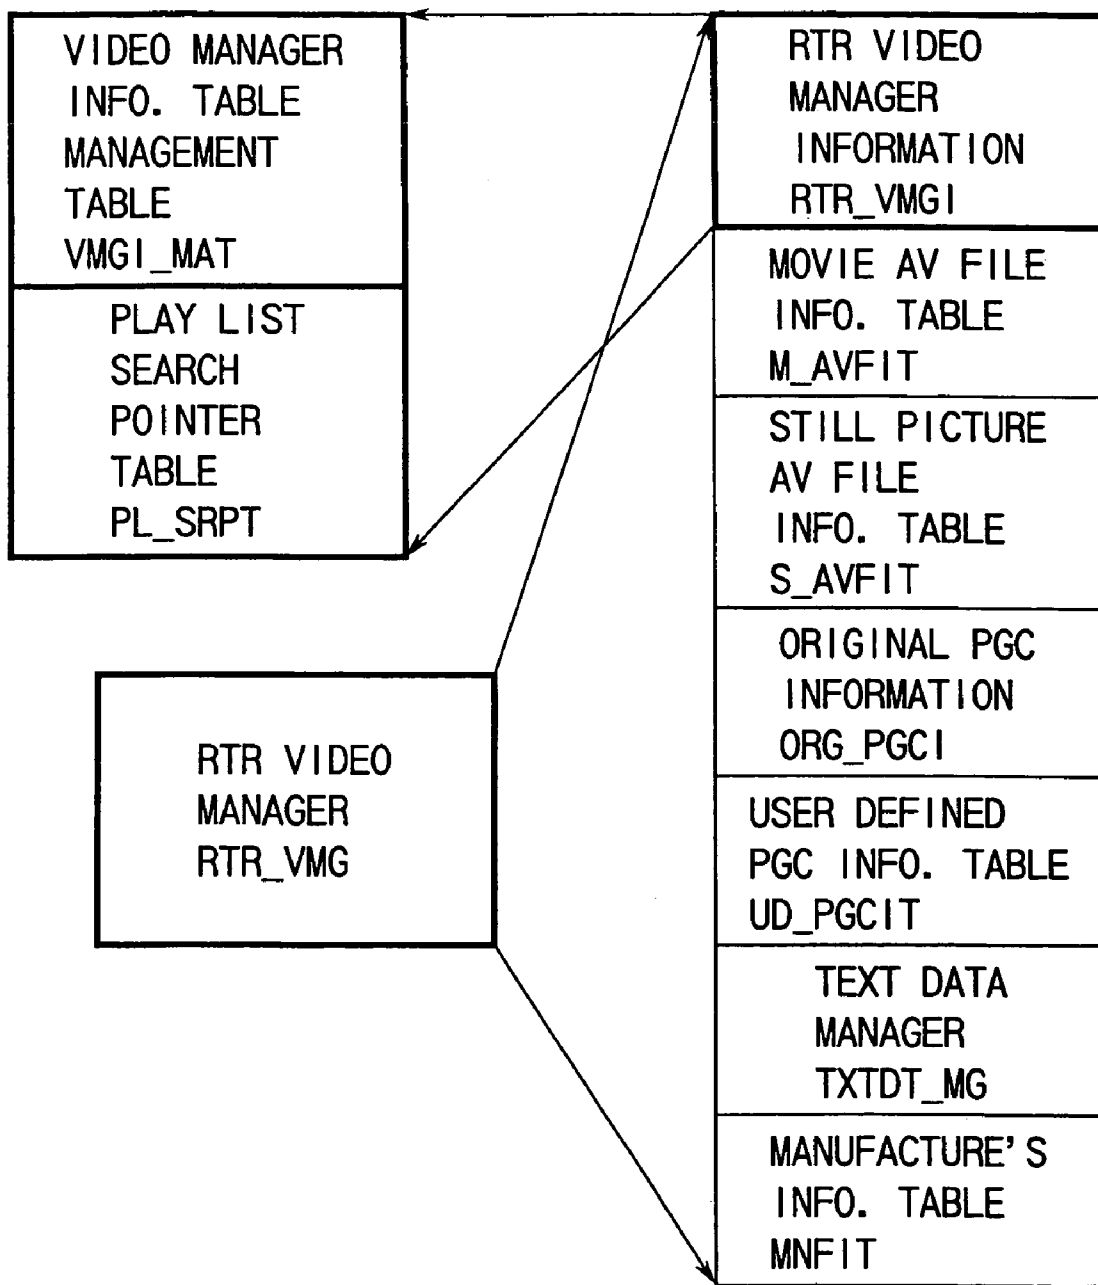 VIDEO MANAGER
INFO. TABLE
MANAGEMENT
TABLE
VMGI_MAT
PLAY LIST
SEARCH
POINTER
TABLE
PL_SRPT
RTR VIDEO
MANAGER
RTR_VMG
RTR VIDEO
MANAGER
INFORMATION
RTR_VMGI
MOVIE AV FILE
INFO. TABLE
M_AVFIT
STILL PICTURE
AV FILE
INFO. TABLE
S_AVFIT
ORIGINAL PGC
INFORMATION
ORG_PGCI
USER DEFINED
PGC INFO. TABLE
UD_PGCIT
TEXT DATA
MANAGER
TXTDT_MG
MANUFACTURE'S
INFO. TABLE
MNFIT